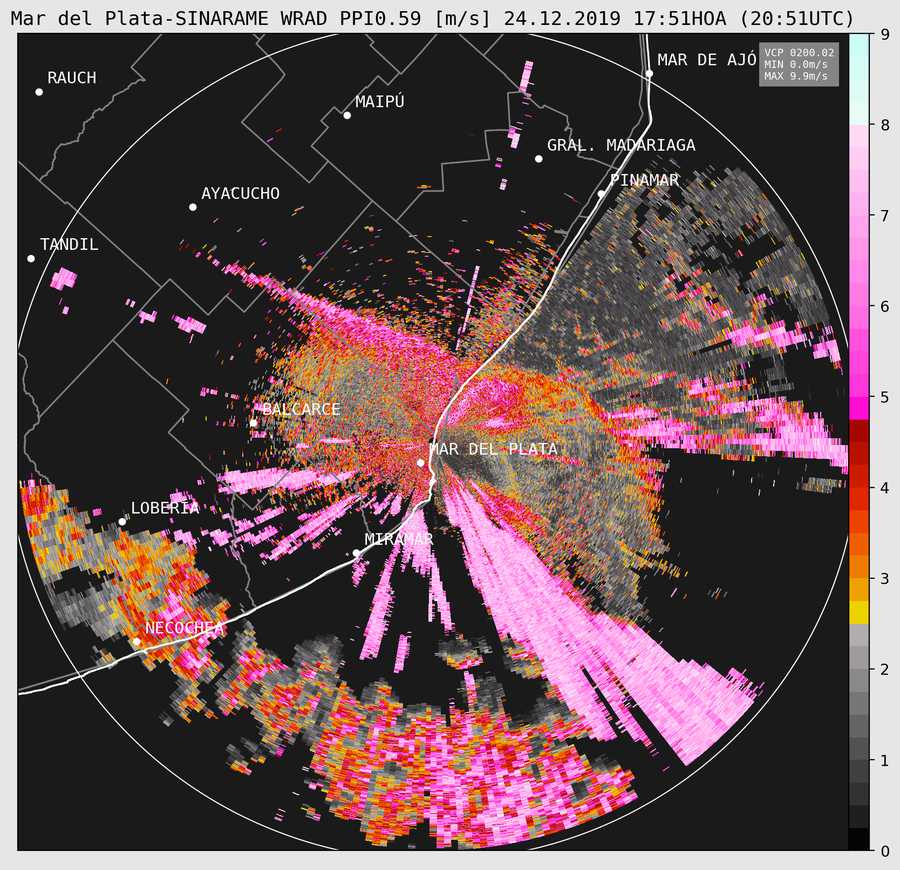 Mar del Plata-SINARAME WRAD PPI0.59 [m/s] 24.12.2019 17:51HOA (20:51UTC)
9
VCP 0200.02
MIN 0.0m/s
MAX 9.9m/s
MAR DE AJÓ
RAUCH
MAIPÚ
8
GRAL. MADARIAGA
PINAMAR
AYACUCHO
7
TANDIL
6
5
BALCARCE
MAR DEL PLATA
4
LOBERÍA
MIRAMAR
3
NECOCHEA
2
1
0